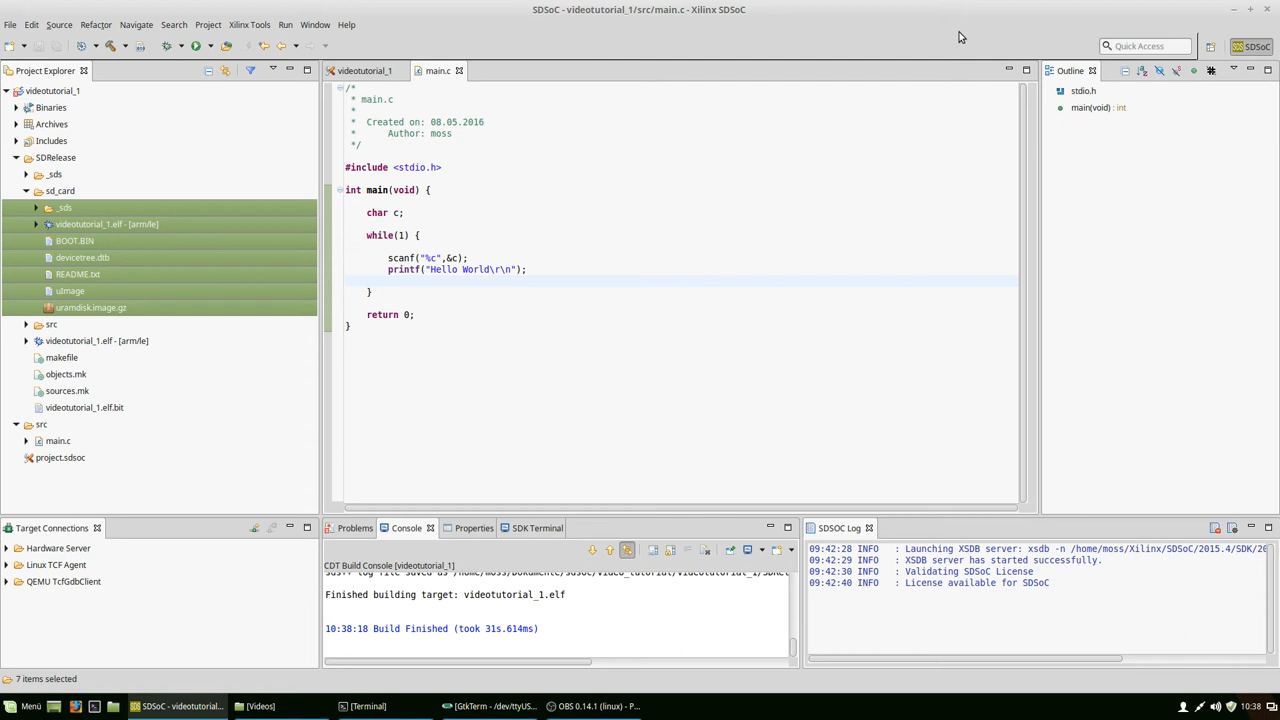 SDSoC - videotutorial_1/src/main.c - Xilinx SDSoC
File Edit Source Refactor Navigate Search Project Xilinx Tools Run Window Help
Quick Access
SDSoC
Project Explorer
videotutorial_1
Binaries
Archives
Includes
SDRelease
_sds
sd_card
_sds
videotutorial_1.elf - [arm/le]
BOOT.BIN
devicetree.dtb
README.txt
uImage
uramdisk.image.gz
src
videotutorial_1.elf - [arm/le]
makefile
objects.mk
sources.mk
videotutorial_1.elf.bit
src
main.c
project.sdsoc
videotutorial_1
main.c
/*
* main.c
*
* Created on: 08.05.2016
* Author: moss
*/
#include <stdio.h>
int main(void) {
char c;
while(1) {
scanf("%c",&c);
printf("Hello World\r\n");
}
return 0;
}
Outline
stdio.h
main(void) : int
Target Connections
Hardware Server
Linux TCF Agent
QEMU TcfGdbClient
Problems
Console
Properties
SDK Terminal
CDT Build Console [videotutorial_1]
Finished building target: videotutorial_1.elf
10:38:18 Build Finished (took 31s.614ms)
SDSOC Log
09:42:28 INFO : Launching XSDB server: xsdb -n /home/moss/Xilinx/SDSoC/2015.4/SDK/20
09:42:29 INFO : XSDB server has started successfully.
09:42:30 INFO : Validating SDSoC License
09:42:40 INFO : License available for SDSoC
7 items selected
Menü
SDSoC - videotutorial...
[Videos]
[Terminal]
[GtkTerm - /dev/ttyUS...
OBS 0.14.1 (linux) - P...
10:38